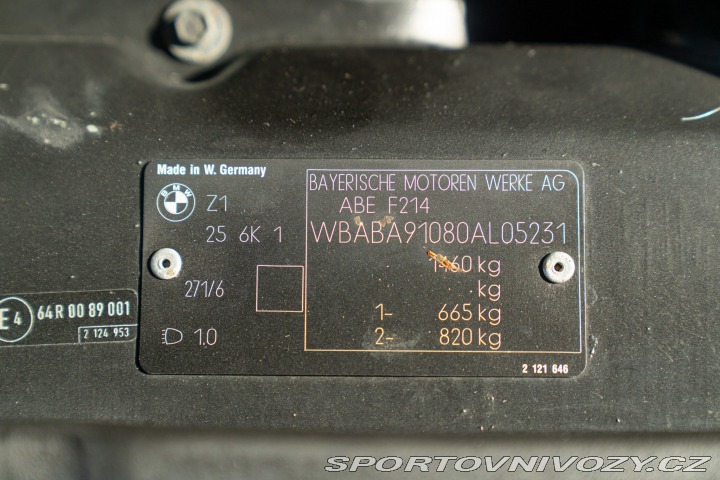 Made in W. Germany
BMW
Z1
25 6K 1
271/6
1.0
BAYERISCHE MOTOREN WERKE AG
ABE F214
WBABA91080AL05231
1460 kg
kg
1- 665 kg
2- 820 kg
2 121 646
E4
64R 00 89 001
2 124 953
SPORTOVNIVOZY.CZ